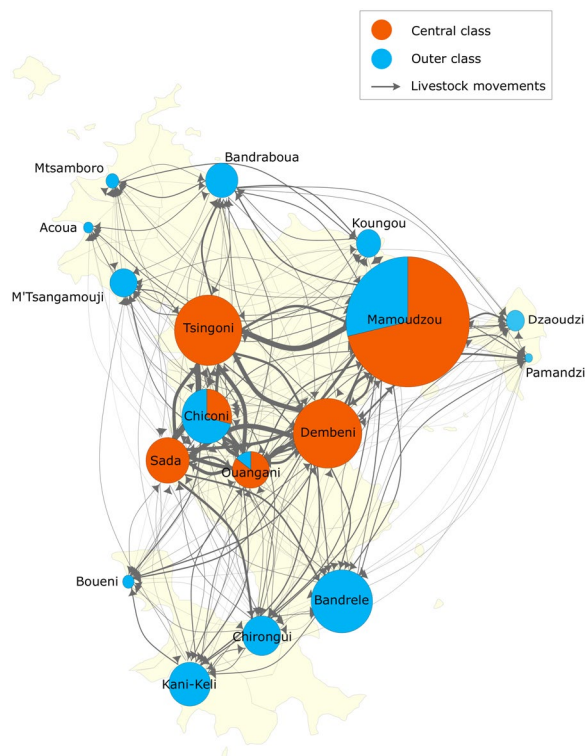 Central class
Outer class
Livestock movements
Bandraboua
Mtsamboro
Koungou
Acoua
M'Tsangamouji
Mamoudzou
Dzaoudzi
Tsingoni
Pamandzi
Chiconi
Dembeni
Sada
Ouangani
Boueni
Bandrele
Chirongui
Kani-Keli